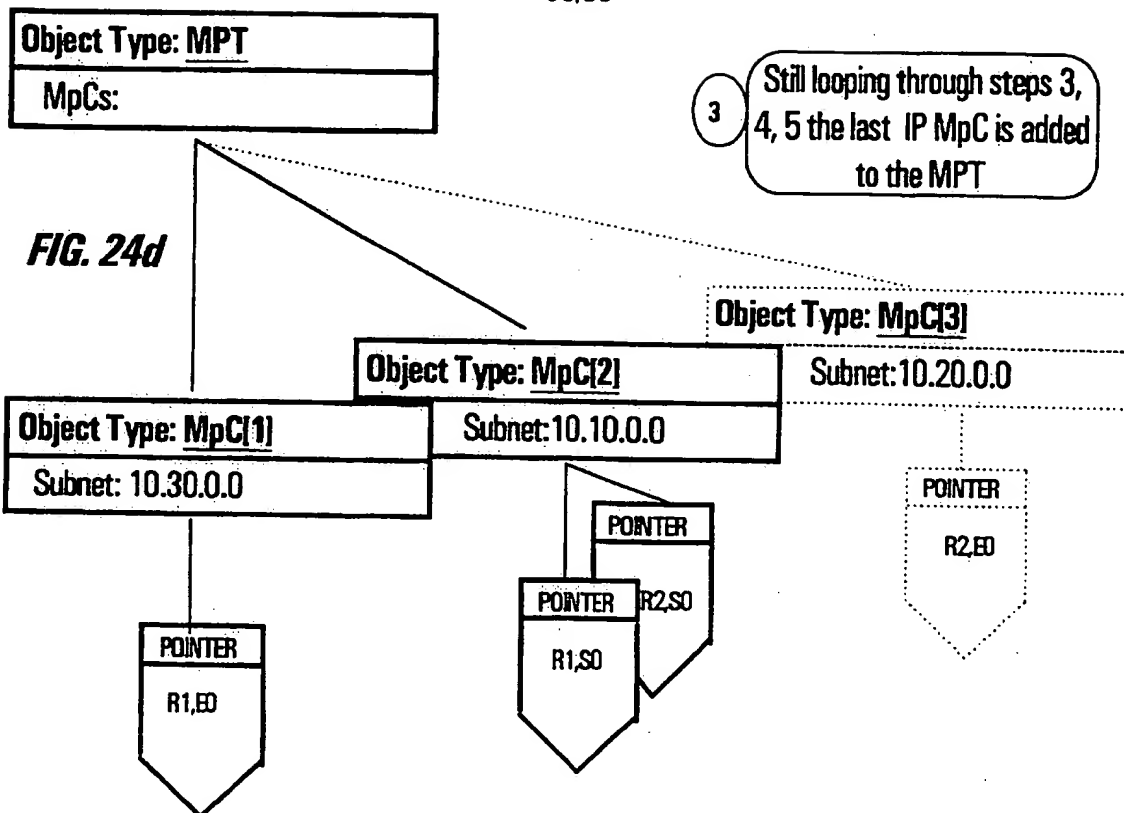 Object Type: MPT
MpCs:
3
Still looping through steps 3,
4, 5 the last IP MpC is added
to the MPT
FIG. 24d
Object Type: MpC[3]
Subnet:10.20.0.0
Object Type: MpC[2]
Subnet:10.10.0.0
Object Type: MpC[1]
Subnet: 10.30.0.0
POINTER
R2,E0
POINTER
R2,S0
POINTER
R1,S0
POINTER
R1,E0